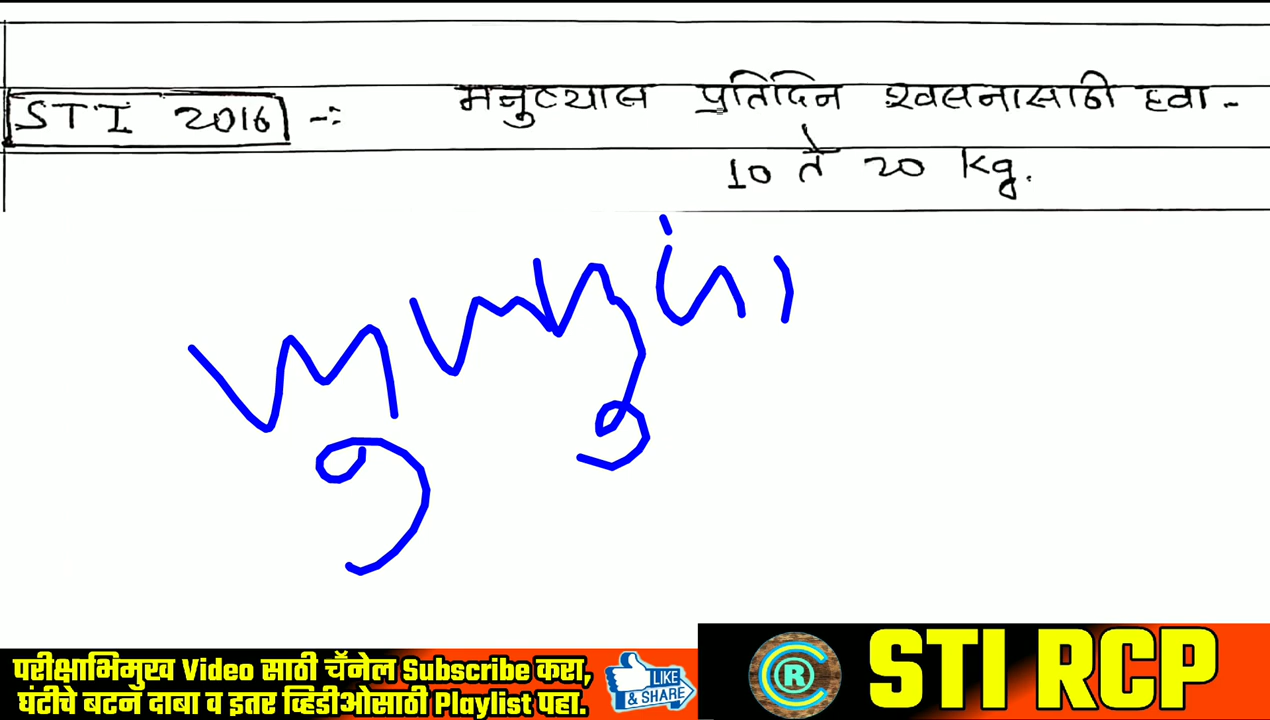 STI 2016 -: मनुष्यास प्रतिदिन श्वसनासाठी हवा -
10 ते 20 kg.
परीक्षाभिमुख Video साठी चॅनेल Subscribe करा,
घंटीचे बटन दाबा व इतर व्हिडीओसाठी Playlist पहा.
LIKE
& SHARE
R
STI RCP